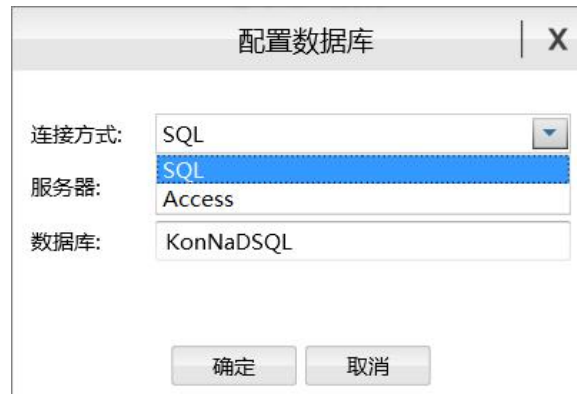 配置数据库 X
连接方式: SQL
SQL
服务器:
Access
数据库: KonNaDSQL
确定 取消